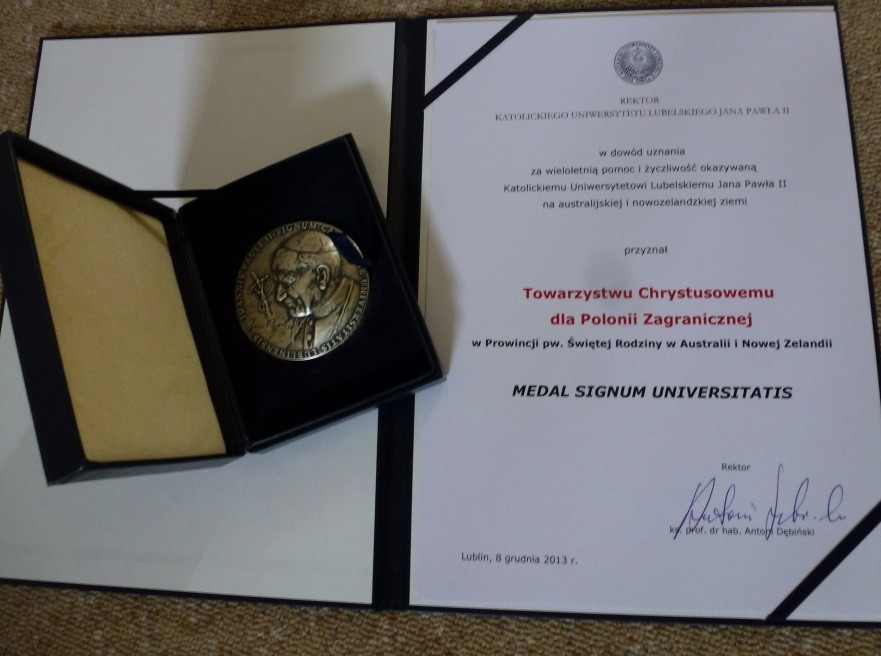 SIGNUM
REKTOR
KATOLICKIEGO UNIWERSYTETU LUBELSKIEGO JANA PAWŁA II
w dowód uznania
za wieloletnią pomoc i życzliwość okazywaną
Katolickiemu Uniwersytetowi Lubelskiemu Jana Pawła II
na australijskiej i nowozelandzkiej ziemi
przyznał
Towarzystwu Chrystusowemu
dla Polonii Zagranicznej
w Prowincji pw. Świętej Rodziny w Australii i Nowej Zelandii
MEDAL SIGNUM UNIVERSITATIS
Rektor
ks. prof. dr hab. Antoni Dębiński
Lublin, 8 grudnia 2013 r.